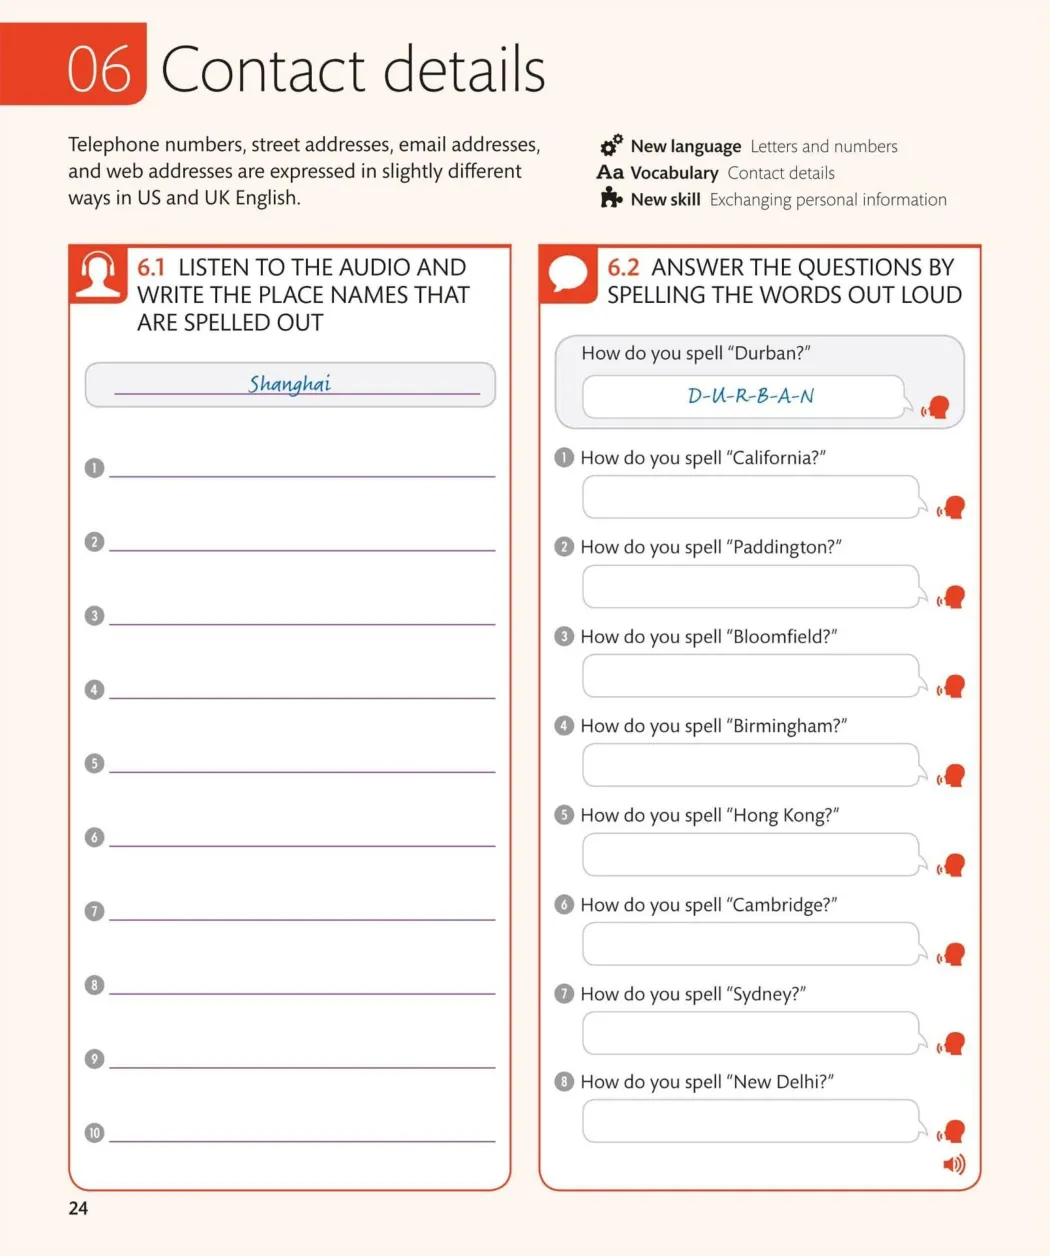 06 Contact details
Telephone numbers, street addresses, email addresses,
and web addresses are expressed in slightly different
ways in US and UK English.
New language Letters and numbers
Aa Vocabulary Contact details
New skill Exchanging personal information
6.1 LISTEN TO THE AUDIO AND
WRITE THE PLACE NAMES THAT
ARE SPELLED OUT
Shanghai
1
2
3
4
5
6
7
8
9
10
6.2 ANSWER THE QUESTIONS BY
SPELLING THE WORDS OUT LOUD
How do you spell “Durban?”
D-U-R-B-A-N
1 How do you spell “California?”
2 How do you spell “Paddington?”
3 How do you spell “Bloomfield?”
4 How do you spell “Birmingham?”
5 How do you spell “Hong Kong?”
6 How do you spell “Cambridge?”
7 How do you spell “Sydney?”
8 How do you spell “New Delhi?”
24